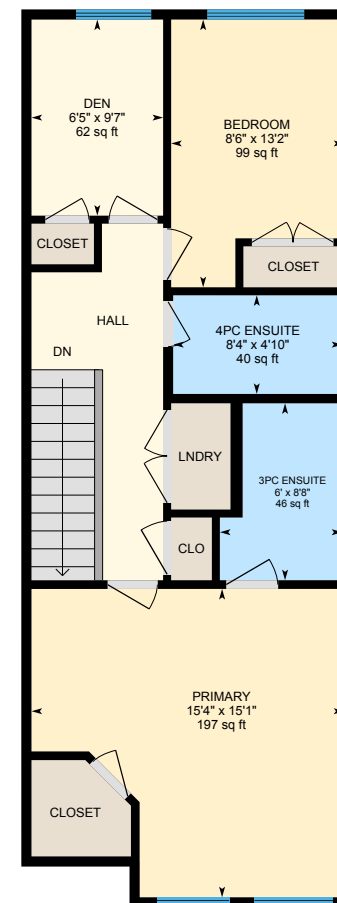 DEN
6'5" x 9'7"
62 sq ft
BEDROOM
8'6" x 13'2"
99 sq ft
CLOSET
CLOSET
HALL
4PC ENSUITE
8'4" x 4'10"
40 sq ft
DN
LNDRY
3PC ENSUITE
6' x 8'8"
46 sq ft
CLO
PRIMARY
15'4" x 15'1"
197 sq ft
CLOSET